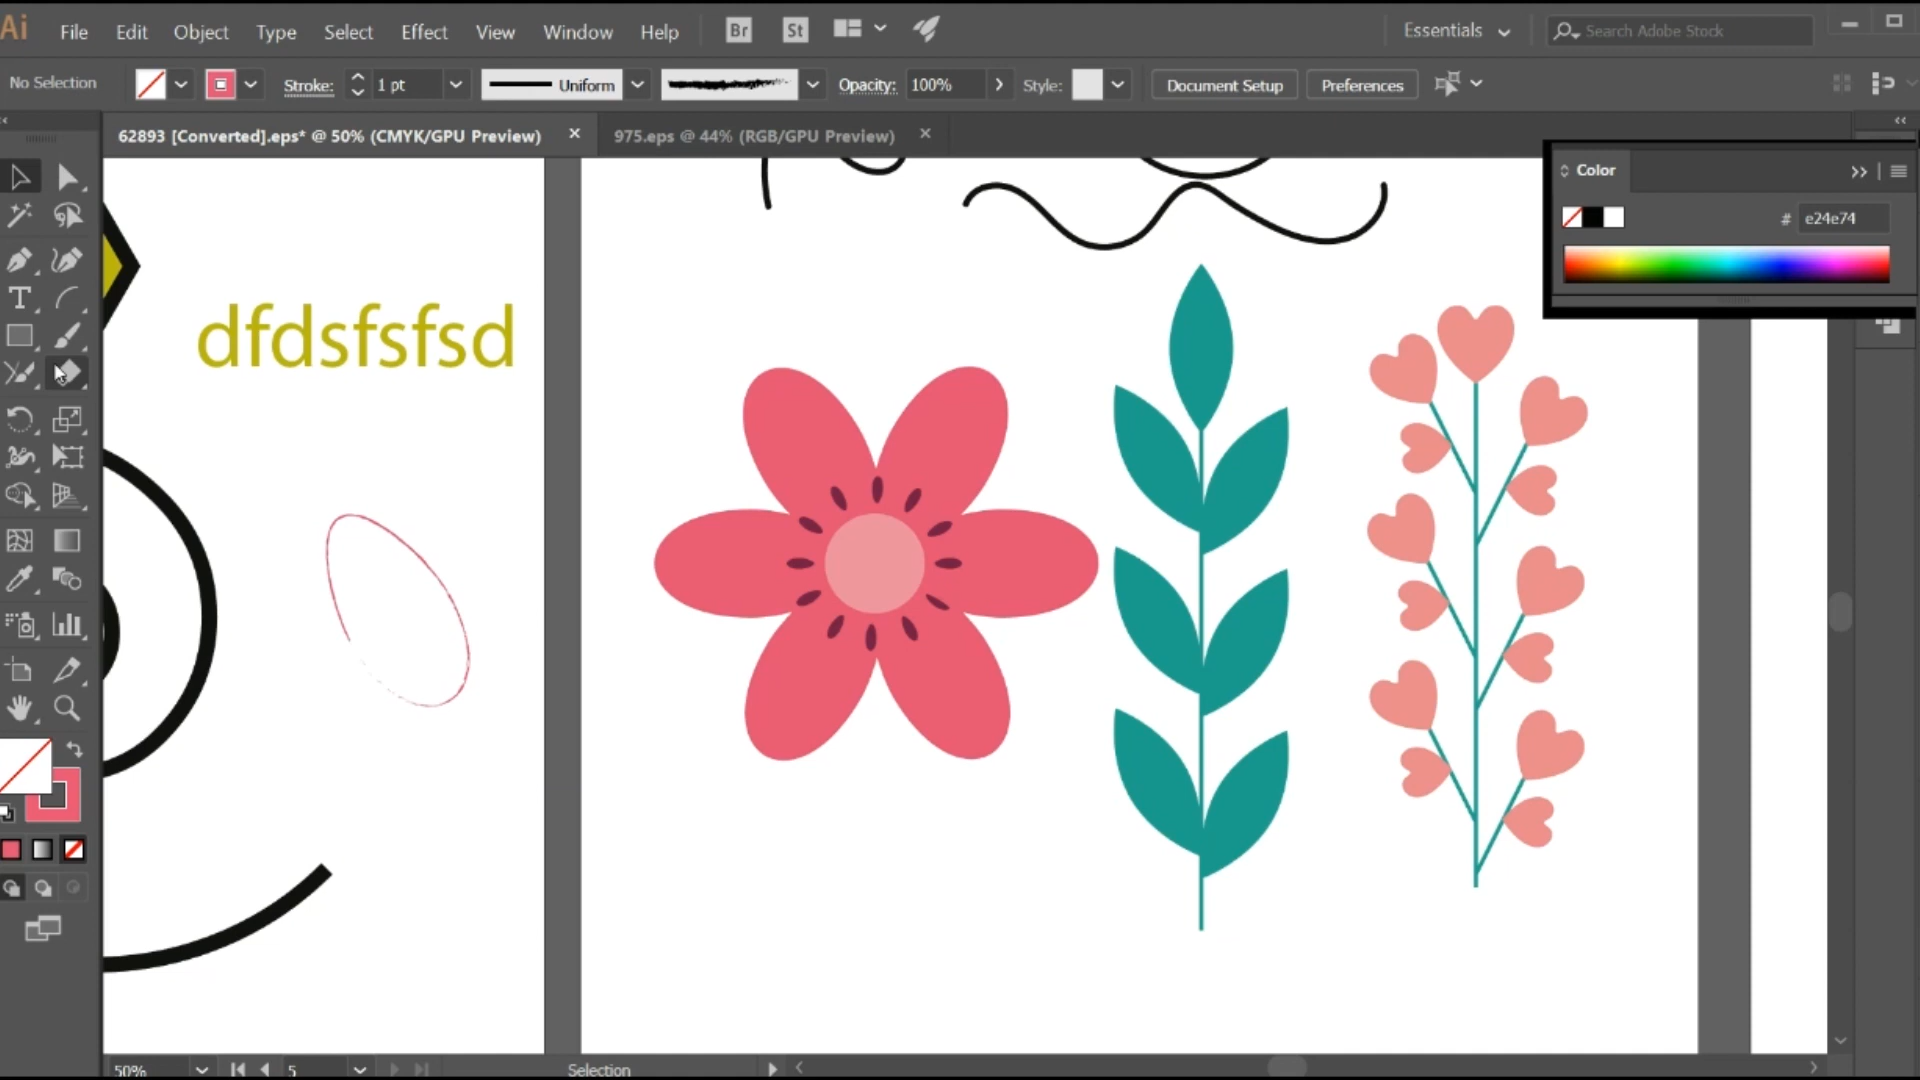 Ai File Edit Object Type Select Effect View Window Help Br St Essentials Search Adobe Stock
No Selection Stroke: 1 pt Uniform Opacity: 100% Style: Document Setup Preferences
62893 [Converted].eps* @ 50% (CMYK/GPU Preview) × 975.eps @ 44% (RGB/GPU Preview) ×
Color
# e24e74
dfdsfsfsd
50% 5 Selection